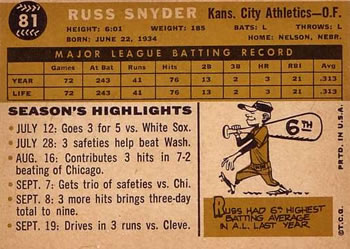 81
RUSS SNYDER
Kans. City Athletics—O.F.
HEIGHT: 6:01 WEIGHT: 185 BATS: L THROWS: L
BORN: JUNE 22, 1934 HOME: NELSON, NEBR.
MAJOR LEAGUE BATTING RECORD
Games At Bat Runs Hits 2B 3B HR RBI Avg.
YEAR 72 243 41 76 13 2 3 21 .313
LIFE 72 243 41 76 13 2 3 21 .313
SEASON'S HIGHLIGHTS
• JULY 12: Goes 3 for 5 vs. White Sox.
• JULY 28: 3 safeties help beat Wash.
• AUG. 16: Contributes 3 hits in 7-2
beating of Chicago.
• SEPT. 7: Gets trio of safeties vs. Chi.
• SEPT. 8: 3 more hits brings three-day
total to nine.
• SEPT. 19: Drives in 3 runs vs. Cleve.
6TH
RUSS HAD 6TH HIGHEST
BATTING AVERAGE
IN A.L. LAST YEAR.
©T.C.G. PRTD. IN U.S.A.